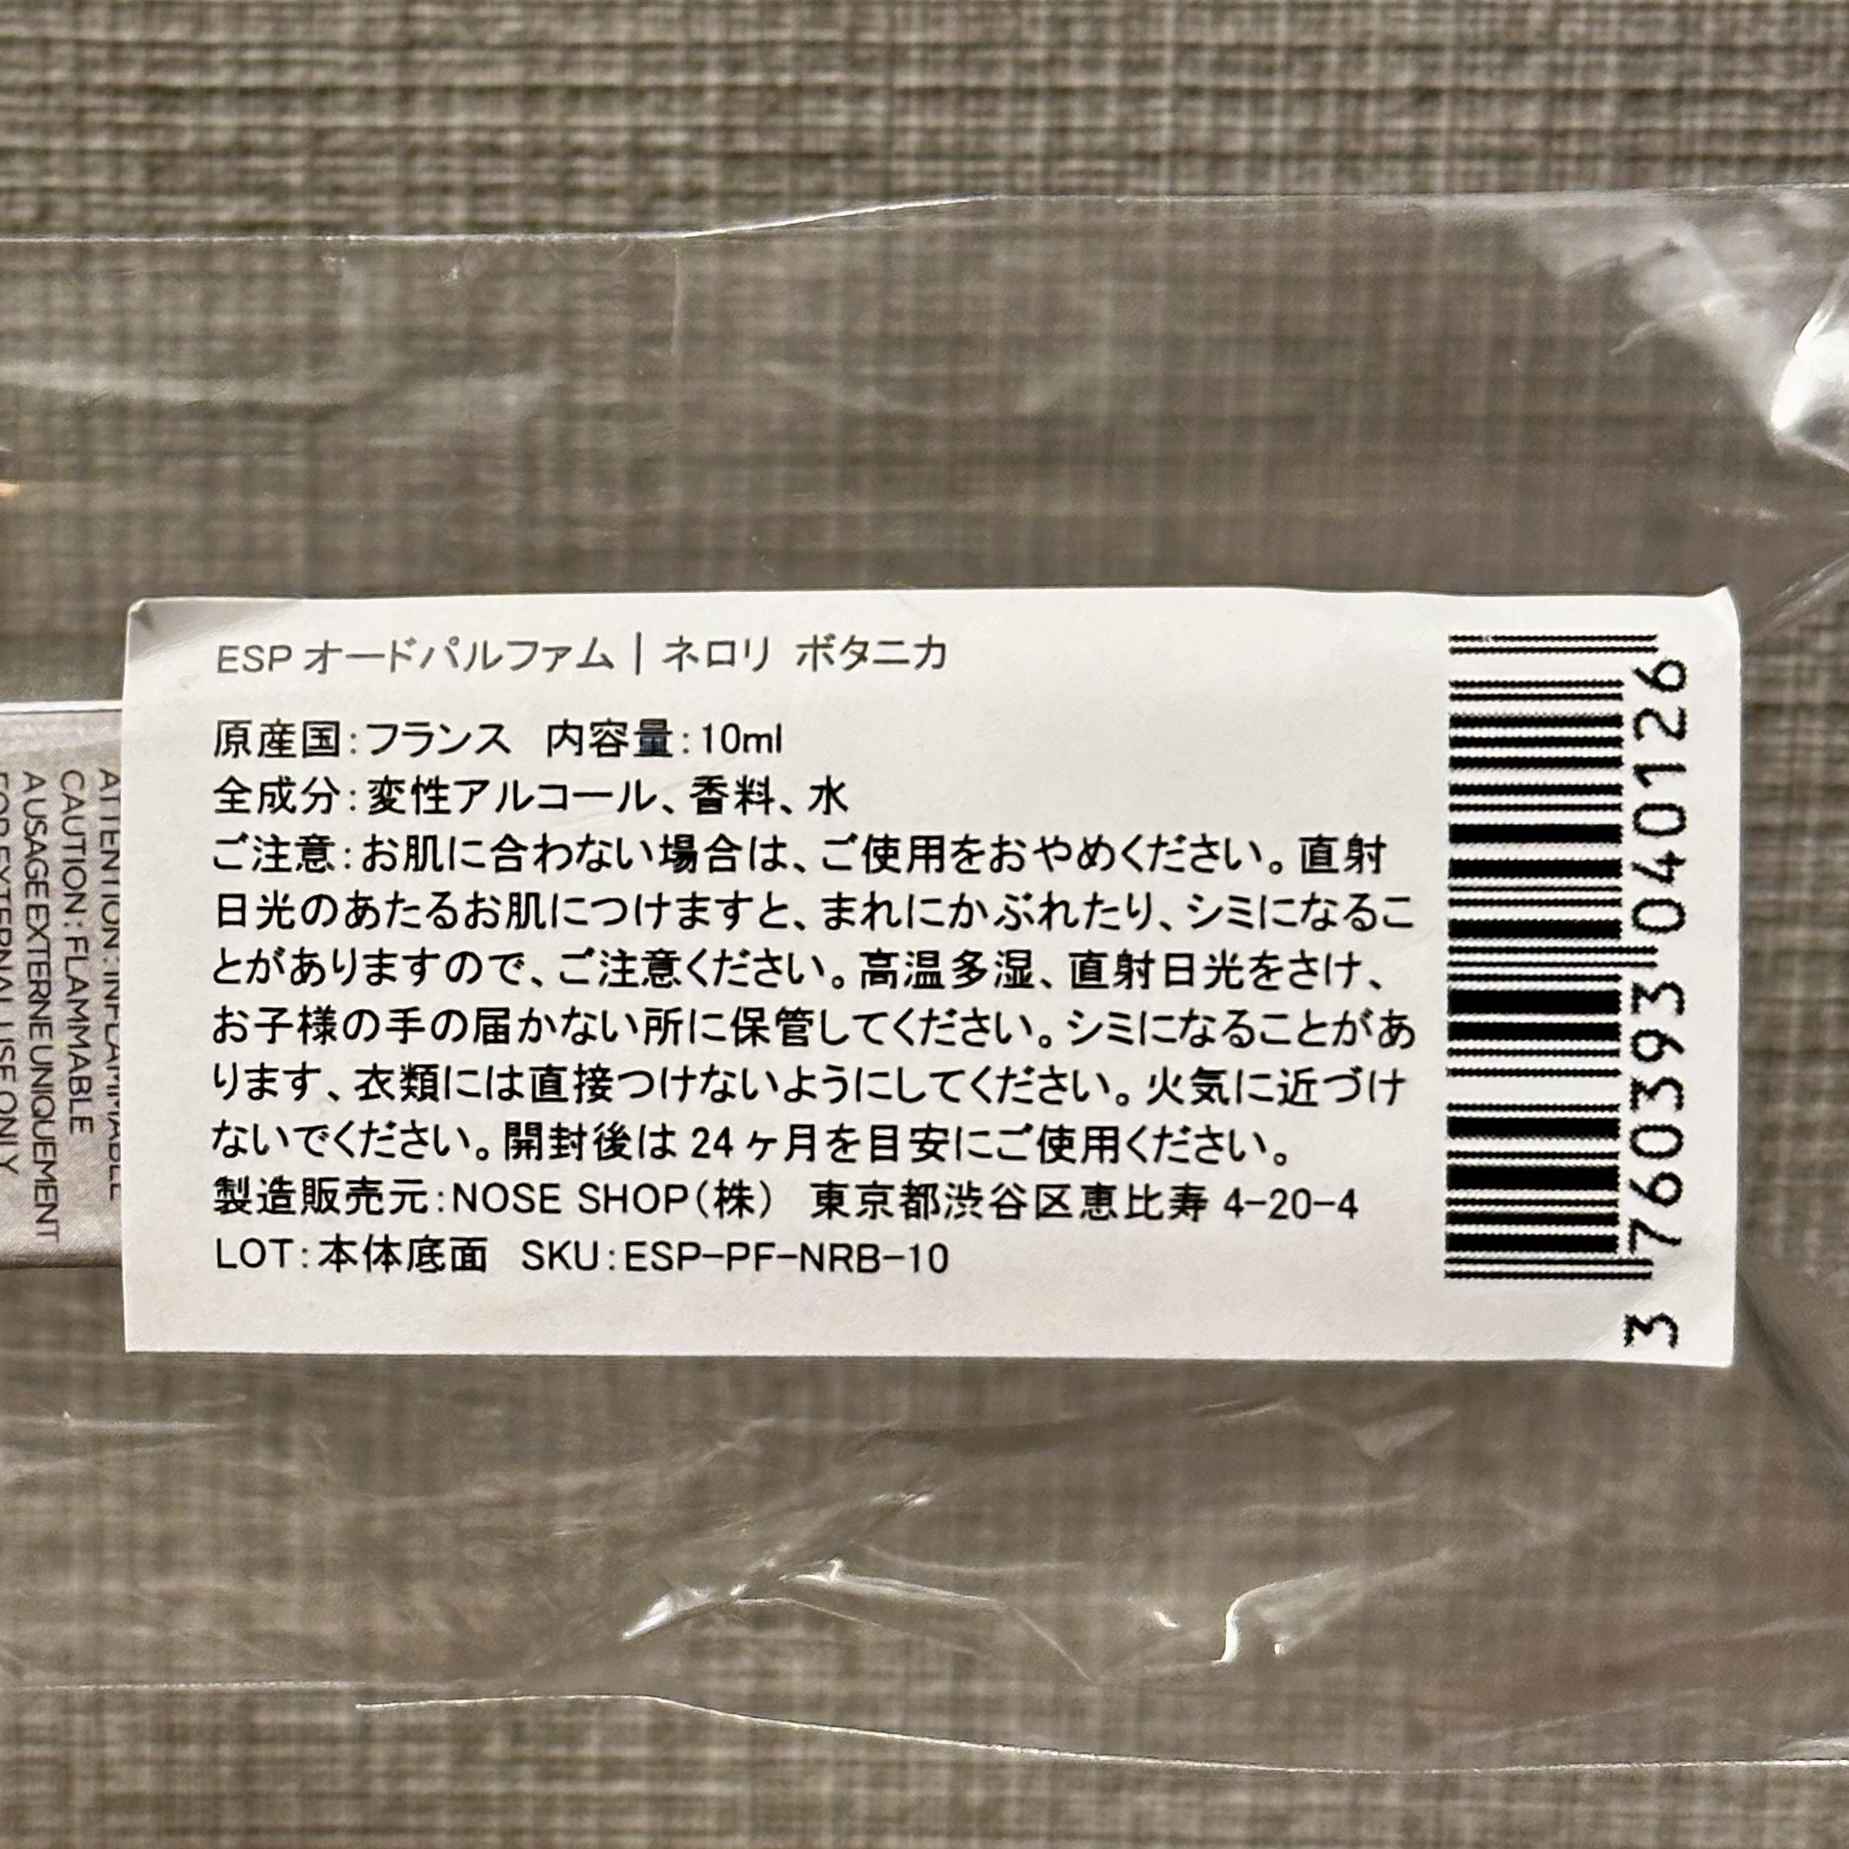 ESP オードパルファム | ネロリ ボタニカ
原産国：フランス 内容量：10ml
全成分：変性アルコール、香料、水
ご注意：お肌に合わない場合は、ご使用をおやめください。直射
日光のあたるお肌につけますと、まれにかぶれたり、シミになるこ
とがありますので、ご注意ください。高温多湿、直射日光をさけ、
お子様の手の届かない所に保管してください。シミになることがあ
ります、衣類には直接つけないようにしてください。火気に近づけ
ないでください。開封後は 24 ヶ月を目安にご使用ください。
製造販売元：NOSE SHOP（株） 東京都渋谷区恵比寿 4-20-4
LOT：本体底面 SKU：ESP-PF-NRB-10
3 760393 040126
ATTENTION: INFLAMMABLE
CAUTION: FLAMMABLE
A USAGE EXTERNE UNIQUEMENT
FOR EXTERNAL USE ONLY